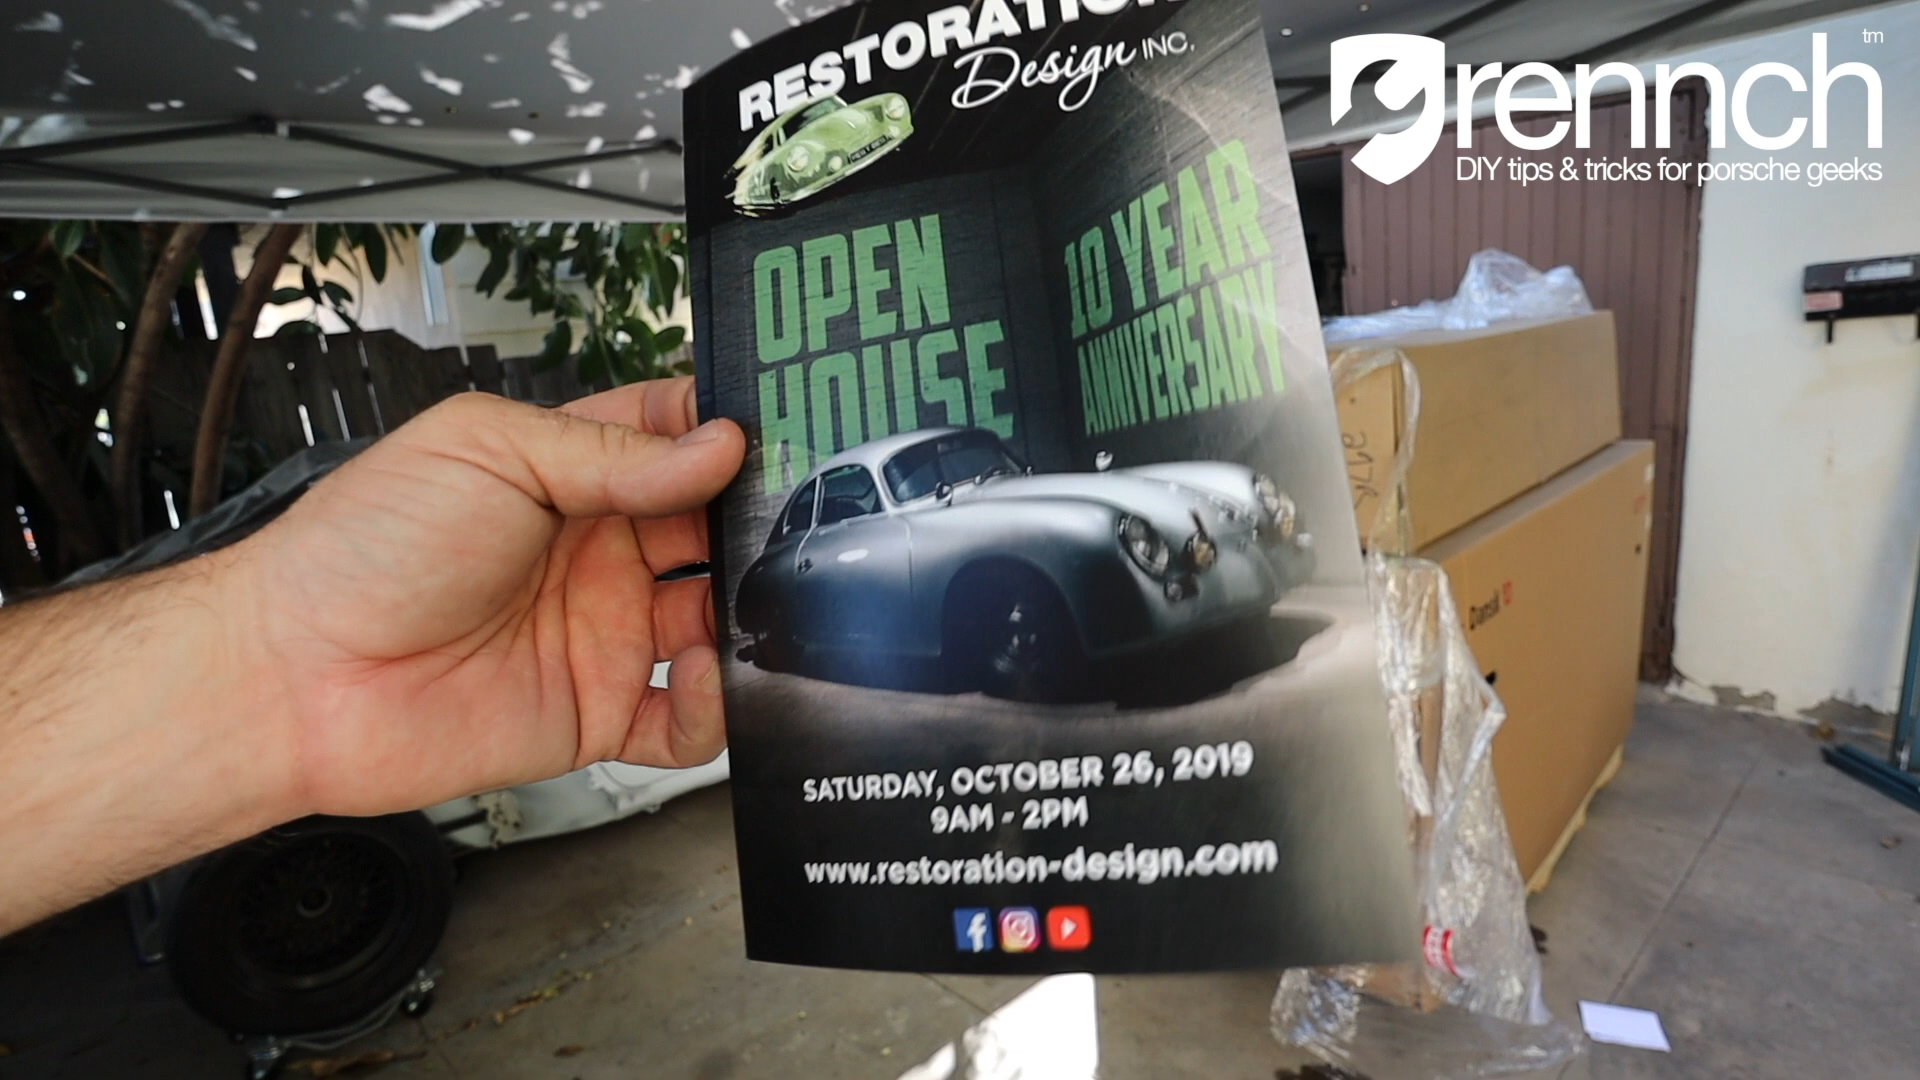 RESTORATION
Design INC.
OPEN
HOUSE
10 YEAR
ANNIVERSARY
SATURDAY, OCTOBER 26, 2019
9AM - 2PM
www.restoration-design.com
rennch
tm
DIY tips & tricks for porsche geeks
Dansk